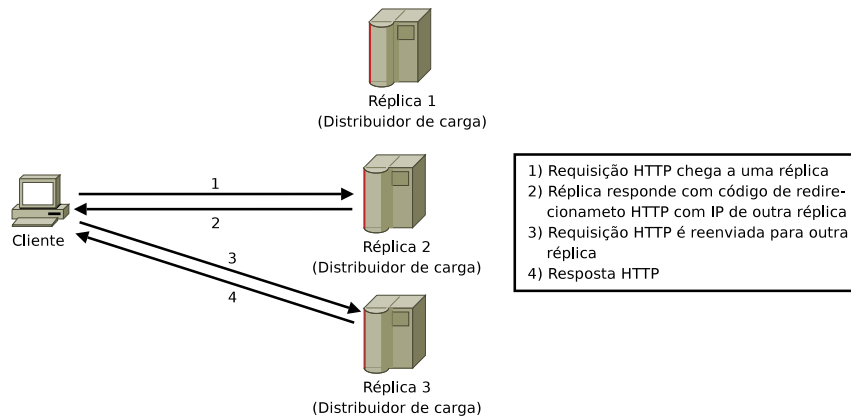 Réplica 1
(Distribuidor de carga)
1
2
Cliente
Réplica 2
(Distribuidor de carga)
3
4
Réplica 3
(Distribuidor de carga)
1) Requisição HTTP chega a uma réplica
2) Réplica responde com código de redire-
cionameto HTTP com IP de outra réplica
3) Requisição HTTP é reenviada para outra
réplica
4) Resposta HTTP